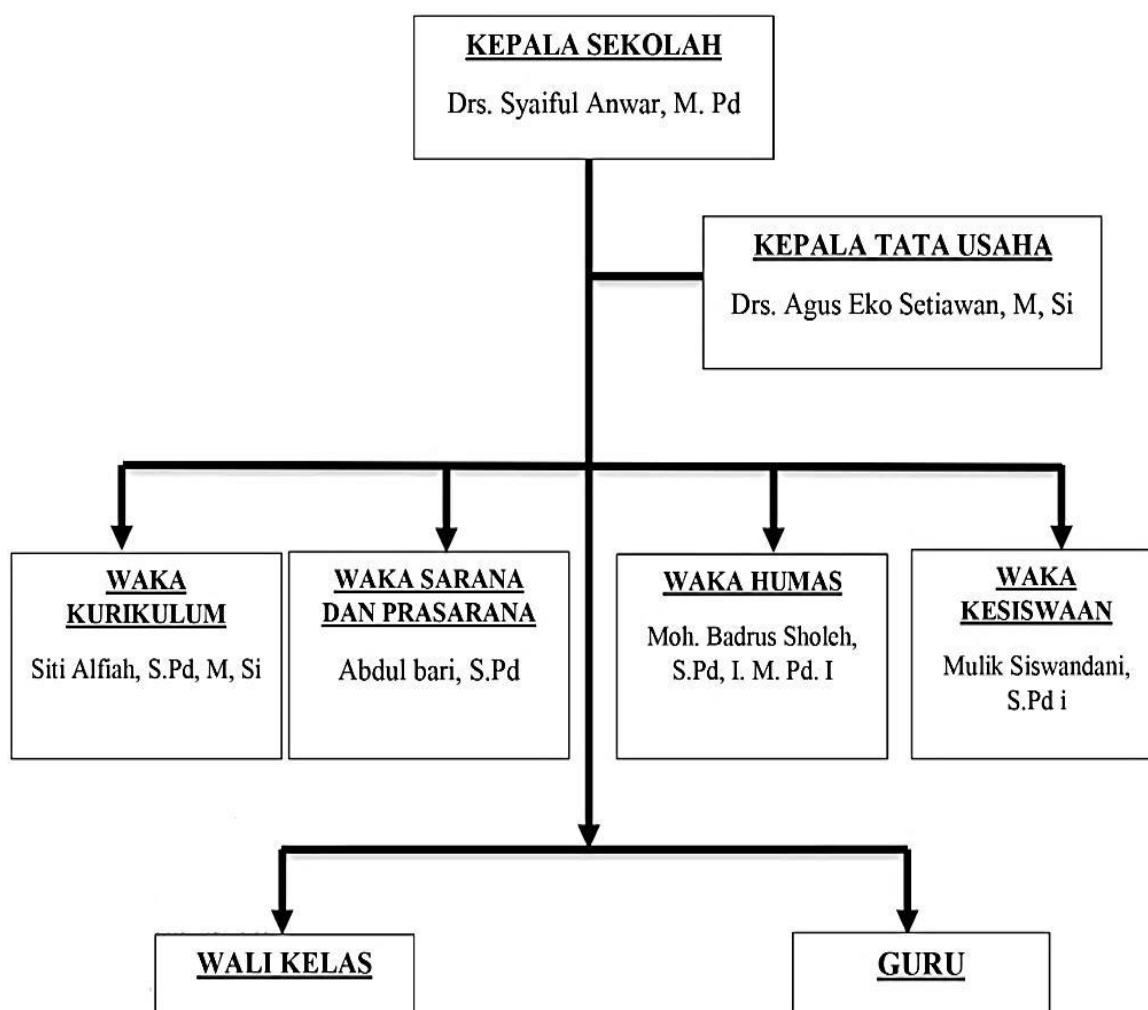 KEPALA SEKOLAH
Drs. Syaiful Anwar, M. Pd
KEPALA TATA USAHA
Drs. Agus Eko Setiawan, M, Si
WAKA
KURIKULUM
Siti Alfiah, S.Pd, M, Si
WAKA SARANA
DAN PRASARANA
Abdul bari, S.Pd
WAKA HUMAS
Moh. Badrus Sholeh,
S.Pd, I. M. Pd. I
WAKA
KESISWAAN
Mulik Siswandani,
S.Pd i
WALI KELAS
GURU